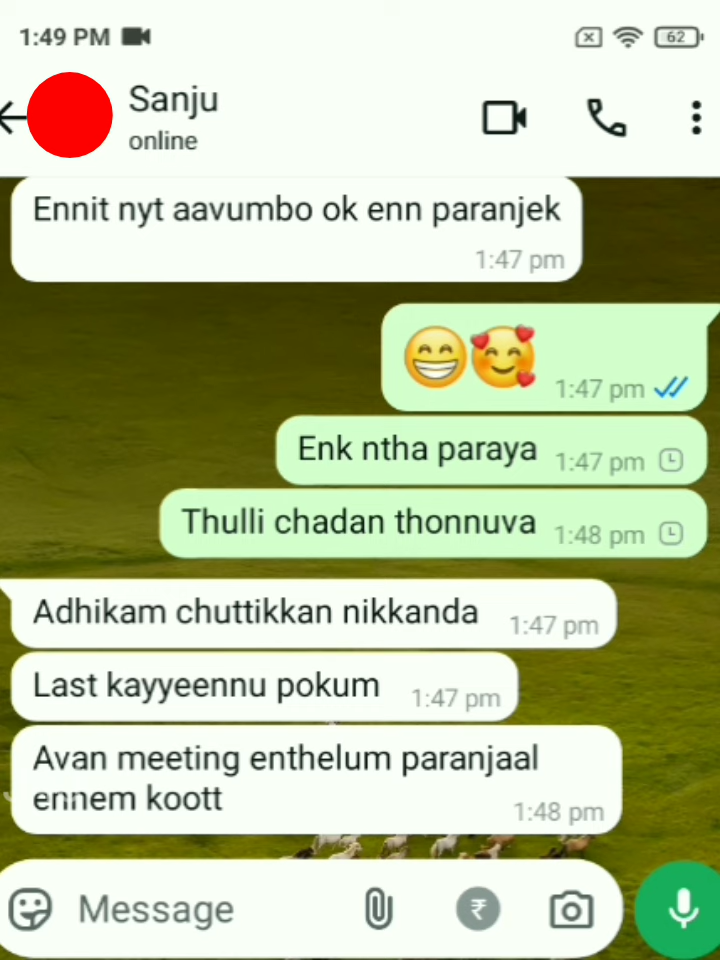 1:49 PM
62
Sanju
online
Ennit nyt aavumbo ok enn paranjek
1:47 pm
😁🥰 1:47 pm
Enk ntha paraya 1:47 pm
Thulli chadan thonnuva 1:48 pm
Adhikam chuttikkan nikkanda 1:47 pm
Last kayyeennu pokum 1:47 pm
Avan meeting enthelum paranjaal
ennem koott 1:48 pm
Message
₹